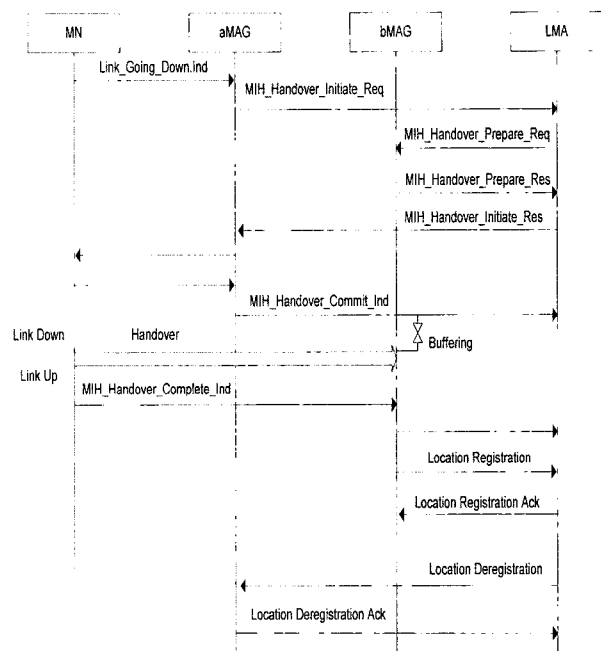 MN aMAG bMAG LMA
Link_Going_Down.ind
MIH_Handover_Initiate_Req
MIH_Handover_Prepare_Req
MIH_Handover_Prepare_Res
MIH_Handover_Initiate_Res
MIH_Handover_Commit_Ind
Link Down Handover
Buffering
Link Up
MIH_Handover_Complete_Ind
Location Registration
Location Registration Ack
Location Deregistration
Location Deregistration Ack